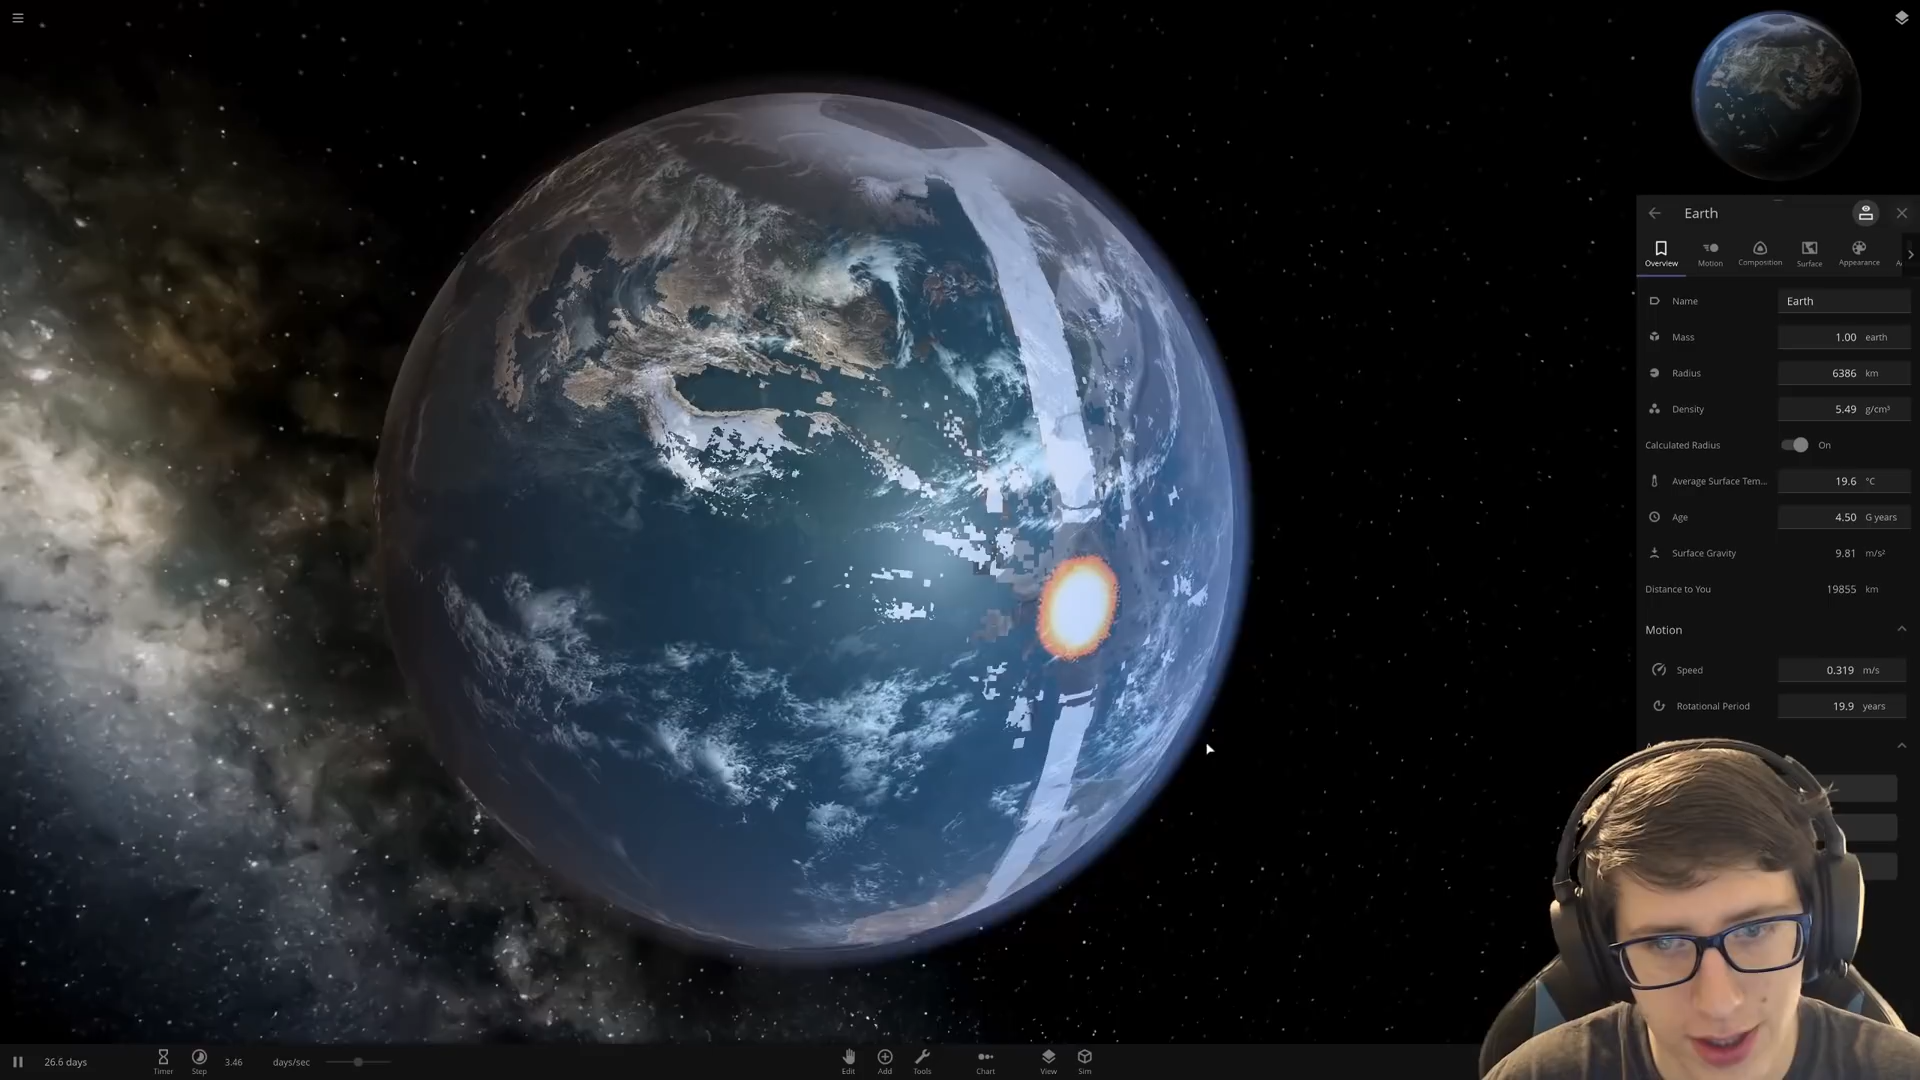 Earth
Overview
Motion
Composition
Surface
Appearance
Name Earth
Mass 1.00 earth
Radius 6386 km
Density 5.49 g/cm³
Calculated Radius On
Average Surface Tem... 19.6 °C
Age 4.50 G years
Surface Gravity 9.81 m/s²
Distance to You 19855 km
Motion
Speed 0.319 m/s
Rotational Period 19.9 years
26.6 days
Timer
Step
3.46 days/sec
Edit
Add
Tools
Chart
View
Sim